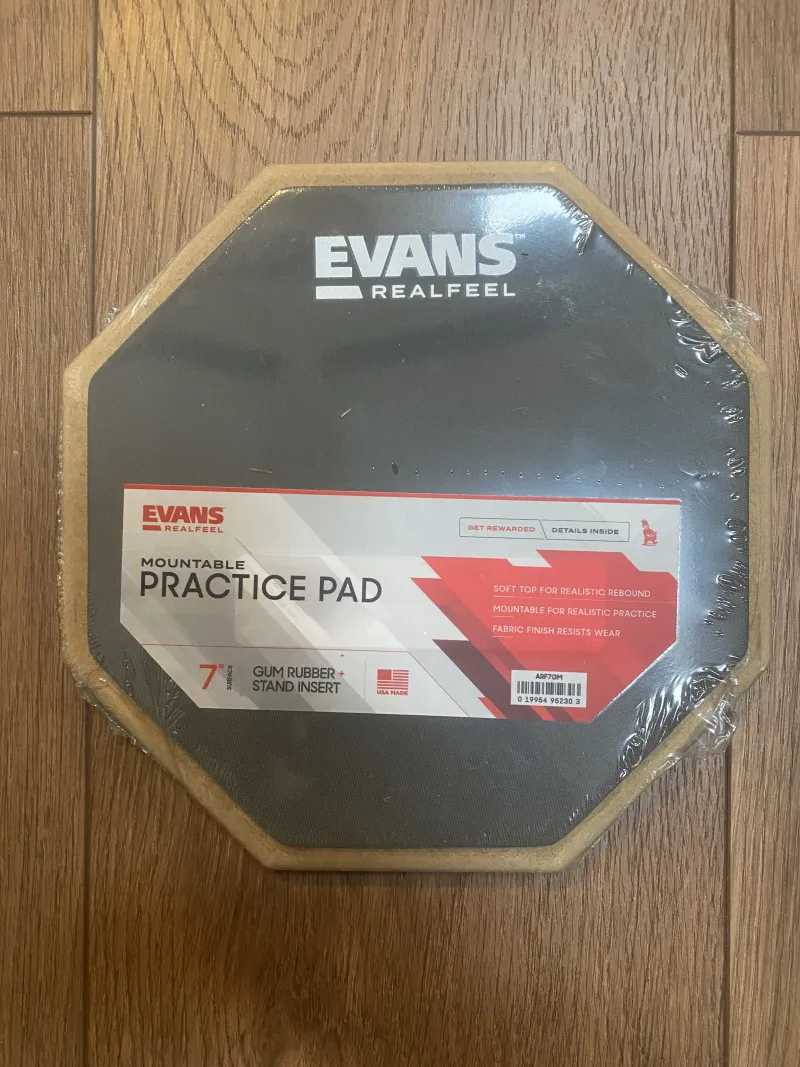 EVANS™
REALFEEL
EVANS
REALFEEL
GET REWARDED
DETAILS INSIDE
MOUNTABLE
PRACTICE PAD
SOFT TOP FOR REALISTIC REBOUND
MOUNTABLE FOR REALISTIC PRACTICE
FABRIC FINISH RESISTS WEAR
7"
SURFACE
GUM RUBBER +
STAND INSERT
USA MADE
ARF7GM
0 19954 95230 3